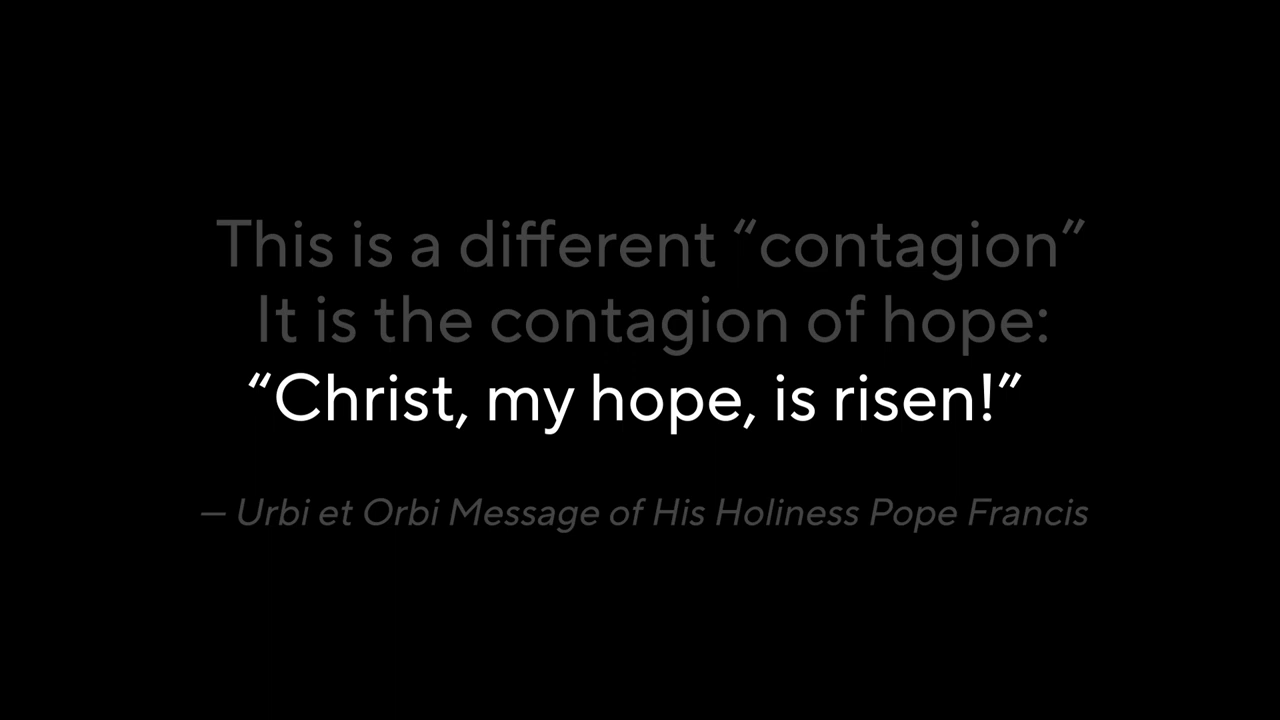 This is a different “contagion”
It is the contagion of hope:
“Christ, my hope, is risen!”
– Urbi et Orbi Message of His Holiness Pope Francis